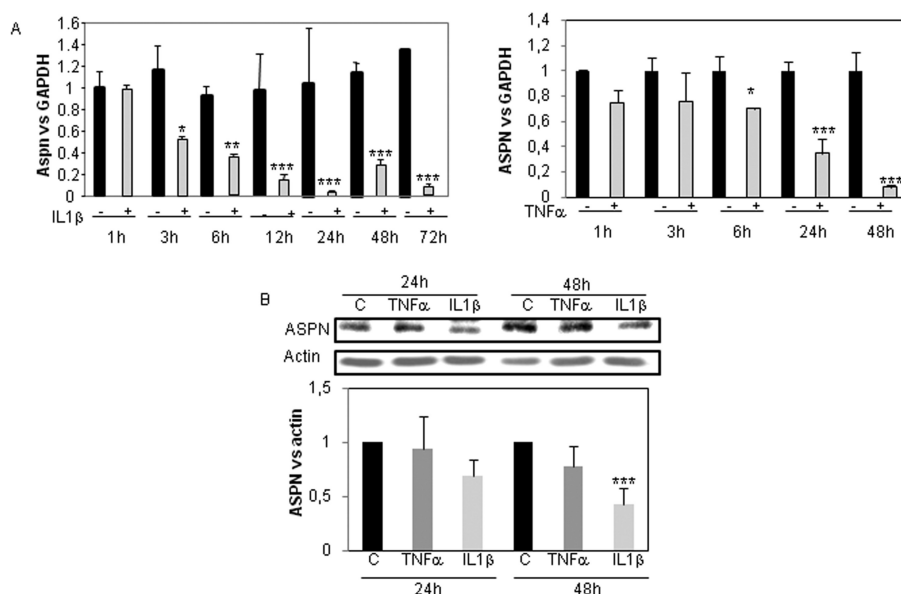 A
Aspn vs GAPDH
1.6
1.4
1.2
1
0.8
0.6
0.4
0.2
0
* ** *** *** *** ***
IL1β - + - + - + - + - + - + - +
1h 3h 6h 12h 24h 48h 72h
ASPN vs GAPDH
1,4
1,2
1
0,8
0,6
0,4
0,2
0
* *** ***
TNFα - + - + - + - + - +
1h 3h 6h 24h 48h
B
24h 48h
C TNFα IL1β C TNFα IL1β
ASPN
Actin
ASPN vs actin
1,5
1
0,5
0
***
C TNFα IL1β C TNFα IL1β
24h 48h